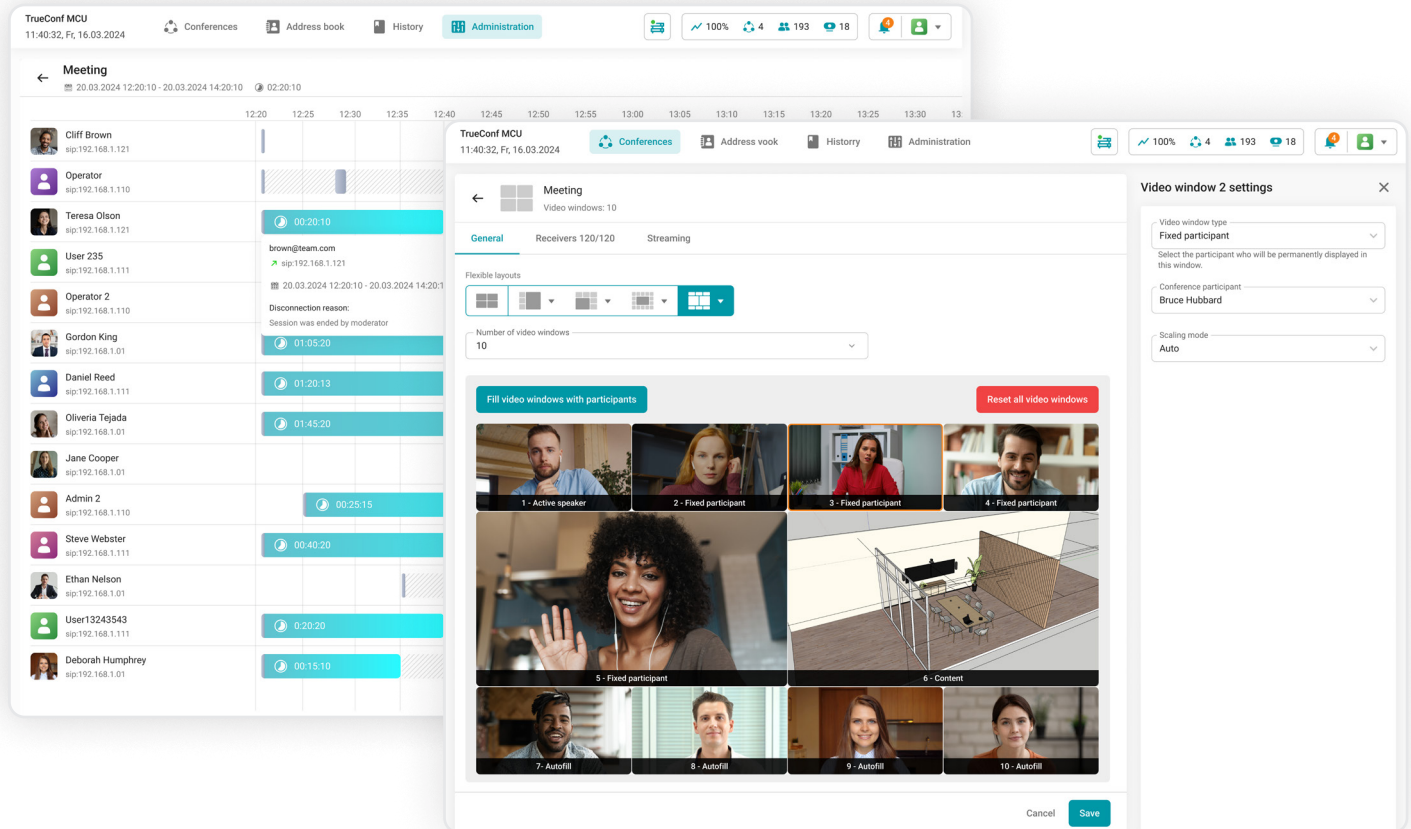 TrueConf MCU
11:40:32, Fr, 16.03.2024
Conferences
Address book
History
Administration
100%
4
193
18
4
Meeting
20.03.2024 12:20:10 - 20.03.2024 14:20:10
02:20:10
12:20 12:25 12:30 12:35 12:40 12:45 12:50 12:55 13:00 13:05 13:10 13:15 13:20 13:25 13:30 13:
Cliff Brown
sip:192.168.1.121
Operator
sip:192.168.1.110
Teresa Olson
sip:192.168.1.121
00:20:10
brown@team.com
sip:192.168.1.121
20.03.2024 12:20:10 - 20.03.2024 14:20:1
Disconnection reason:
Session was ended by moderator
User 235
sip:192.168.1.111
Operator 2
sip:192.168.1.110
Gordon King
sip:192.168.1.01
01:05:20
Daniel Reed
sip:192.168.1.111
01:20:13
Oliveria Tejada
sip:192.168.1.01
01:45:20
Jane Cooper
sip:192.168.1.01
Admin 2
sip:192.168.1.110
00:25:15
Steve Webster
sip:192.168.1.111
00:40:20
Ethan Nelson
sip:192.168.1.01
User13243543
sip:192.168.1.111
0:20:20
Deborah Humphrey
sip:192.168.1.01
00:15:10
TrueConf MCU
11:40:32, Fr, 16.03.2024
Conferences
Address vook
Historry
Administration
100%
4
193
18
4
Meeting
Video windows: 10
General
Receivers 120/120
Streaming
Flexible layouts
Number of video windows
10
Fill video windows with participants
Reset all video windows
1 - Active speaker
2 - Fixed participant
3 - Fixed participant
4 - Fixed participant
5 - Fixed participant
6 - Content
7- Autofill
8 - Autofill
9 - Autofill
10 - Autofill
Cancel
Save
Video window 2 settings
Video window type
Fixed participant
Select the participant who will be permanently displayed in
this window.
Conference participant
Bruce Hubbard
Scaling mode
Auto